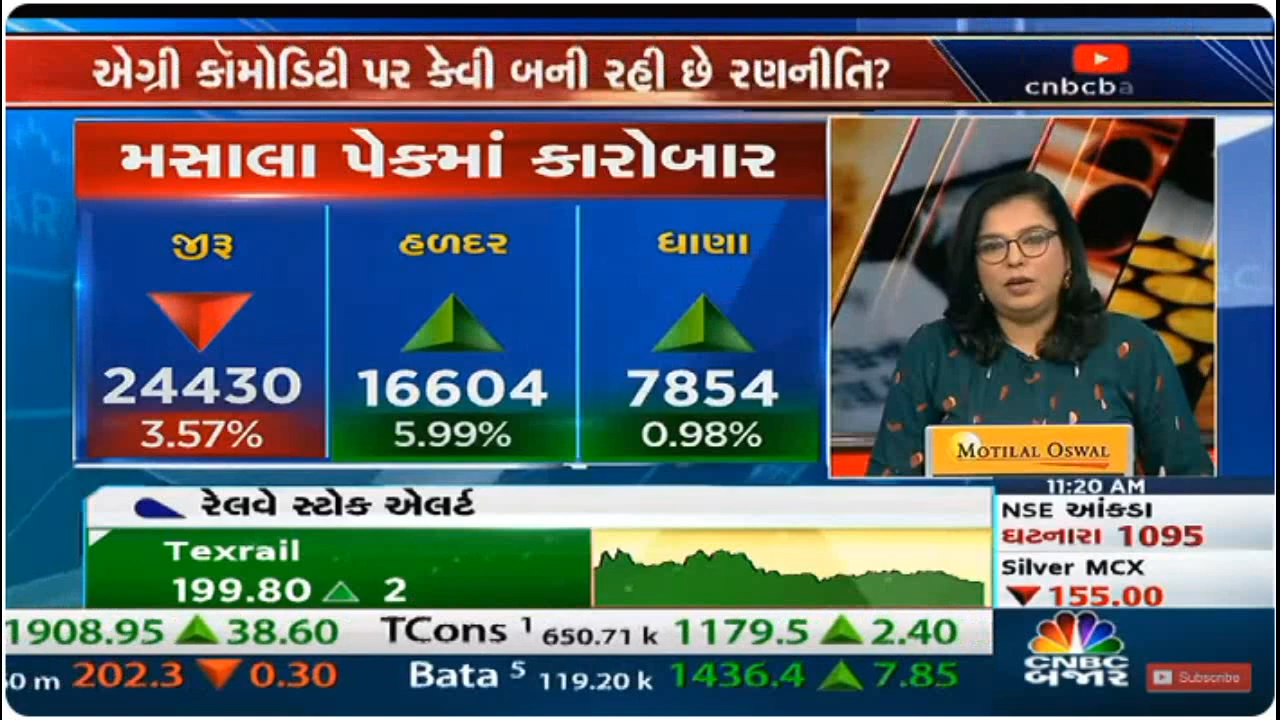 એગ્રી કૉમોડિટી પર કેવી બની રહી છે રણનીતિ?
cnbcba
મસાલા પેકમાં કારોબાર
જીરૂ હળદર ધાણા
24430 16604 7854
3.57% 5.99% 0.98%
MOTILAL OSWAL
11:20 AM
રેલવે સ્ટોક એલર્ટ
Texrail
199.80 2
NSE આંકડા
ઘટનારા 1095
Silver MCX
155.00
1908.95 38.60 TCons 1 650.71 k 1179.5 2.40
0 m 202.3 0.30 Bata 5 119.20 k 1436.4 7.85
CNBC
બજાર
Subscribe